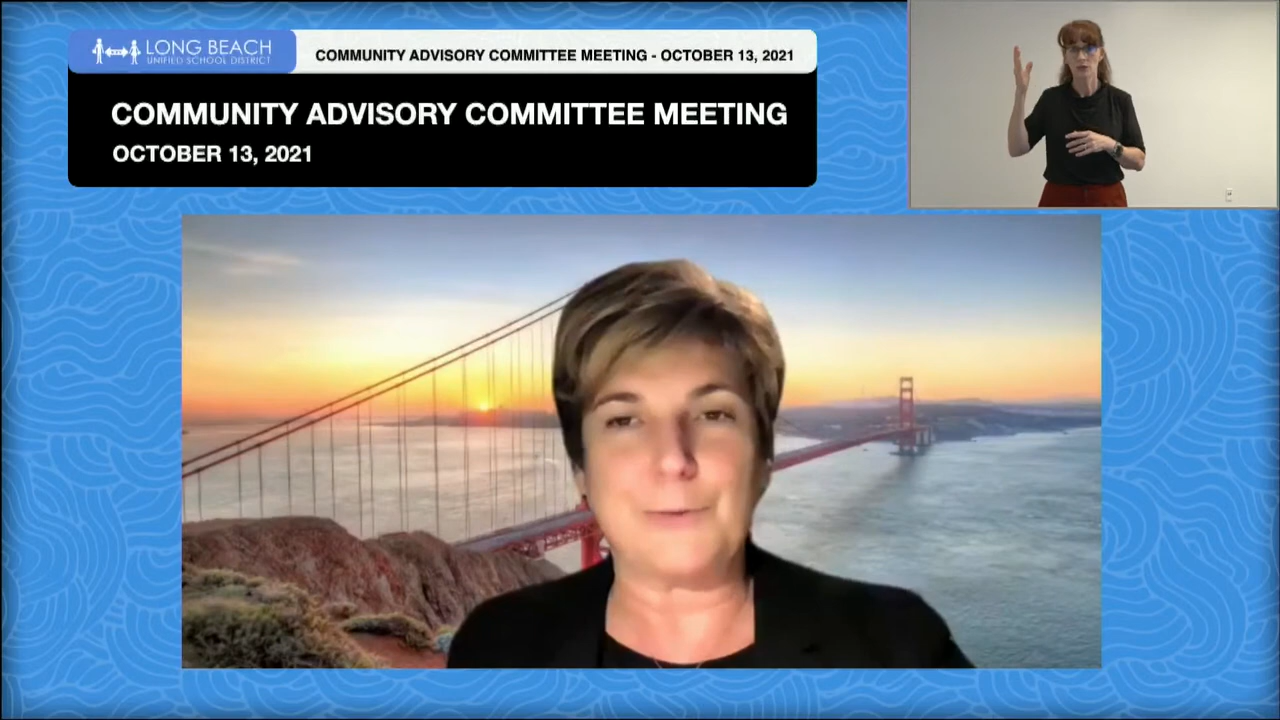 LONG BEACH
UNIFIED SCHOOL DISTRICT
COMMUNITY ADVISORY COMMITTEE MEETING - OCTOBER 13, 2021
COMMUNITY ADVISORY COMMITTEE MEETING
OCTOBER 13, 2021